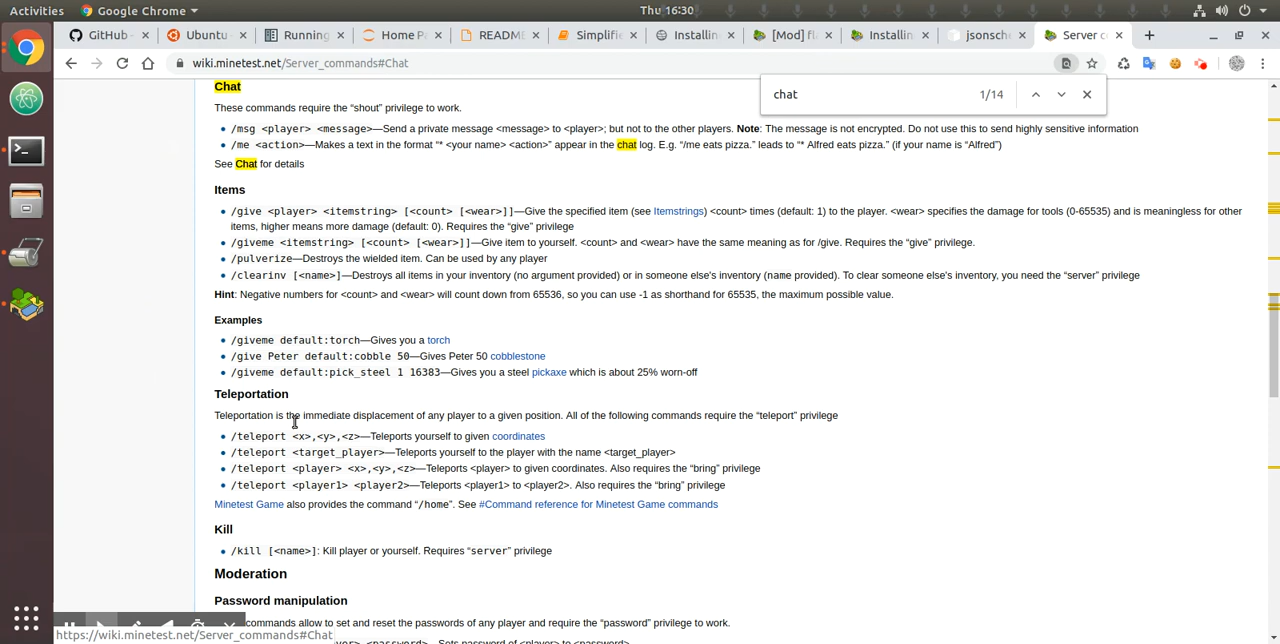 Activities Google Chrome Thu 16:30
GitHub - Ubuntu - Running Home P README Simplifie Installin [Mod] fl Installin jsonsche Server c
wiki.minetest.net/Server_commands#Chat
chat 1/14
Chat
These commands require the “shout” privilege to work.
• /msg <player> <message>—Send a private message <message> to <player>; but not to the other players. Note: The message is not encrypted. Do not use this to send highly sensitive information
• /me <action>—Makes a text in the format “* <your name> <action>” appear in the chat log. E.g. “/me eats pizza.” leads to “* Alfred eats pizza.” (if your name is “Alfred”)
See Chat for details
Items
• /give <player> <itemstring> [<count> [<wear>]]—Give the specified item (see Itemstrings) <count> times (default: 1) to the player. <wear> specifies the damage for tools (0-65535) and is meaningless for other
items, higher means more damage (default: 0). Requires the “give” privilege
• /giveme <itemstring> [<count> [<wear>]]—Give item to yourself. <count> and <wear> have the same meaning as for /give. Requires the “give” privilege.
• /pulverize—Destroys the wielded item. Can be used by any player
• /clearinv [<name>]—Destroys all items in your inventory (no argument provided) or in someone else's inventory (name provided). To clear someone else's inventory, you need the “server” privilege
Hint: Negative numbers for <count> and <wear> will count down from 65536, so you can use -1 as shorthand for 65535, the maximum possible value.
Examples
• /giveme default:torch—Gives you a torch
• /give Peter default:cobble 50—Gives Peter 50 cobblestone
• /giveme default:pick_steel 1 16383—Gives you a steel pickaxe which is about 25% worn-off
Teleportation
Teleportation is the immediate displacement of any player to a given position. All of the following commands require the “teleport” privilege
• /teleport <x>,<y>,<z>—Teleports yourself to given coordinates
• /teleport <target_player>—Teleports yourself to the player with the name <target_player>
• /teleport <player> <x>,<y>,<z>—Teleports <player> to given coordinates. Also requires the “bring” privilege
• /teleport <player1> <player2>—Teleports <player1> to <player2>. Also requires the “bring” privilege
Minetest Game also provides the command “/home”. See #Command reference for Minetest Game commands
Kill
• /kill [<name>]: Kill player or yourself. Requires “server” privilege
Moderation
Password manipulation
commands allow to set and reset the passwords of any player and require the “password” privilege to work.
https://wiki.minetest.net/Server_commands#Chat
<password>—Sets password of <player> to <password>